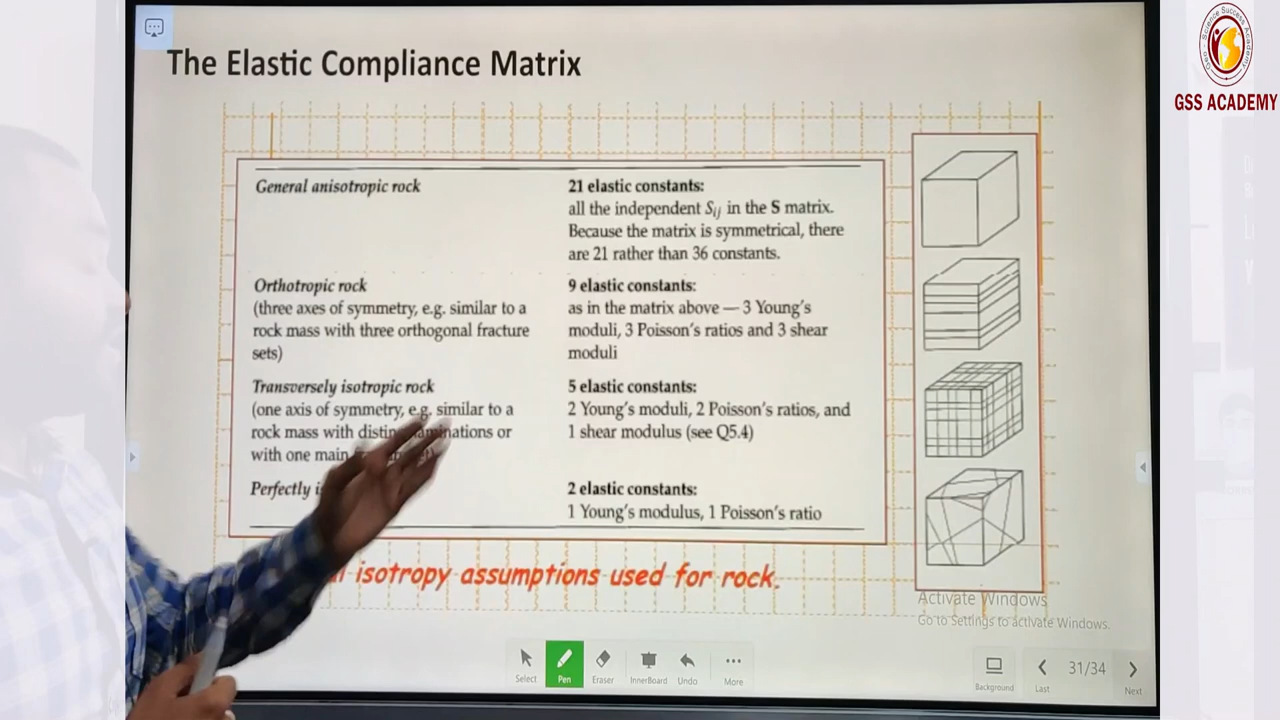 The Elastic Compliance Matrix
Geo Science Success Academy
GSS ACADEMY
General anisotropic rock
21 elastic constants:
all the independent Sij in the S matrix.
Because the matrix is symmetrical, there
are 21 rather than 36 constants.
Orthotropic rock
(three axes of symmetry, e.g. similar to a
rock mass with three orthogonal fracture
sets)
9 elastic constants:
as in the matrix above — 3 Young's
moduli, 3 Poisson's ratios and 3 shear
moduli
Transversely isotropic rock
(one axis of symmetry, e.g. similar to a
rock mass with or
with one main
5 elastic constants:
2 Young's moduli, 2 Poisson's ratios, and
1 shear modulus (see Q5.4)
Perfectly
2 elastic constants:
1 Young's modulus, 1 Poisson's ratio
isotropy assumptions used for rock.
Activate Windows
Go to Settings to activate Windows.
Select
Pen
Eraser
InnerBoard
Undo
More
Background
Last
31/34
Next